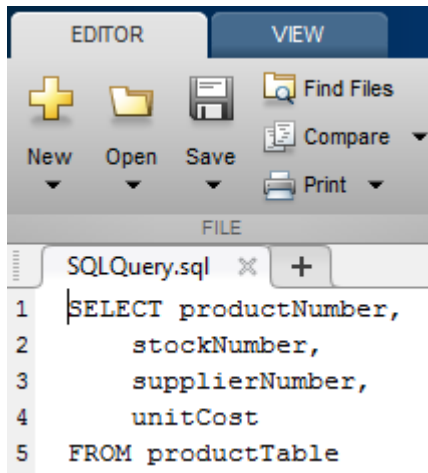 EDITOR VIEW
New
Open
Save
Find Files
Compare
Print
FILE
SQLQuery.sql
1 SELECT productNumber,
2 stockNumber,
3 supplierNumber,
4 unitCost
5 FROM productTable